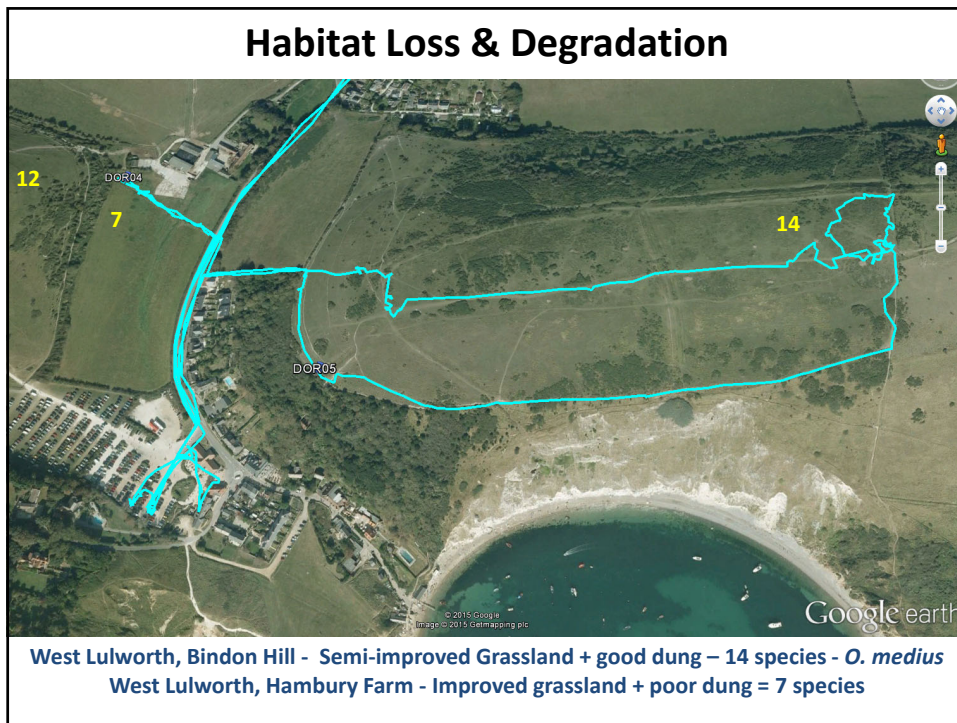 Habitat Loss & Degradation
12
DOR04
7
14
DOR05
© 2015 Google
Image © 2015 Getmapping plc
Google earth
West Lulworth, Bindon Hill - Semi-improved Grassland + good dung – 14 species - O. medius
West Lulworth, Hambury Farm - Improved grassland + poor dung = 7 species